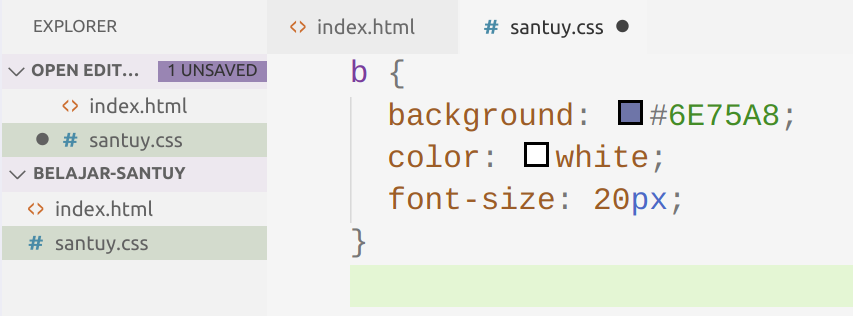 EXPLORER
OPEN EDIT... 1 UNSAVED
index.html
santuy.css
BELAJAR-SANTUY
index.html
santuy.css
index.html santuy.css
b {
background: #6E75A8;
color: white;
font-size: 20px;
}